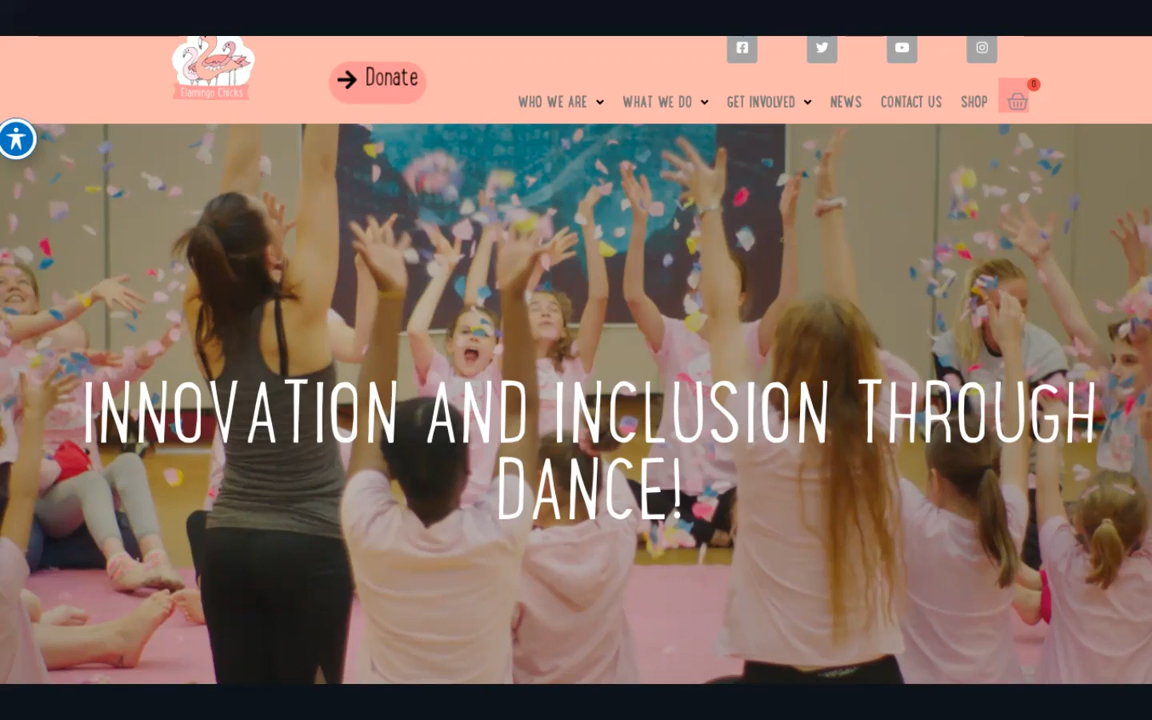 Flamingo Chicks
Donate
WHO WE ARE
WHAT WE DO
GET INVOLVED
NEWS
CONTACT US
SHOP
0
INNOVATION AND INCLUSION THROUGH
DANCE!